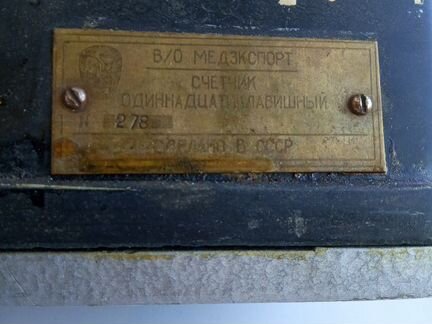 В/О МЕДЭКСПОРТ
СЧЕТЧИК
ОДИННАДЦАТИКЛАВИШНЫЙ
N 278
СДЕЛАНО В СССР